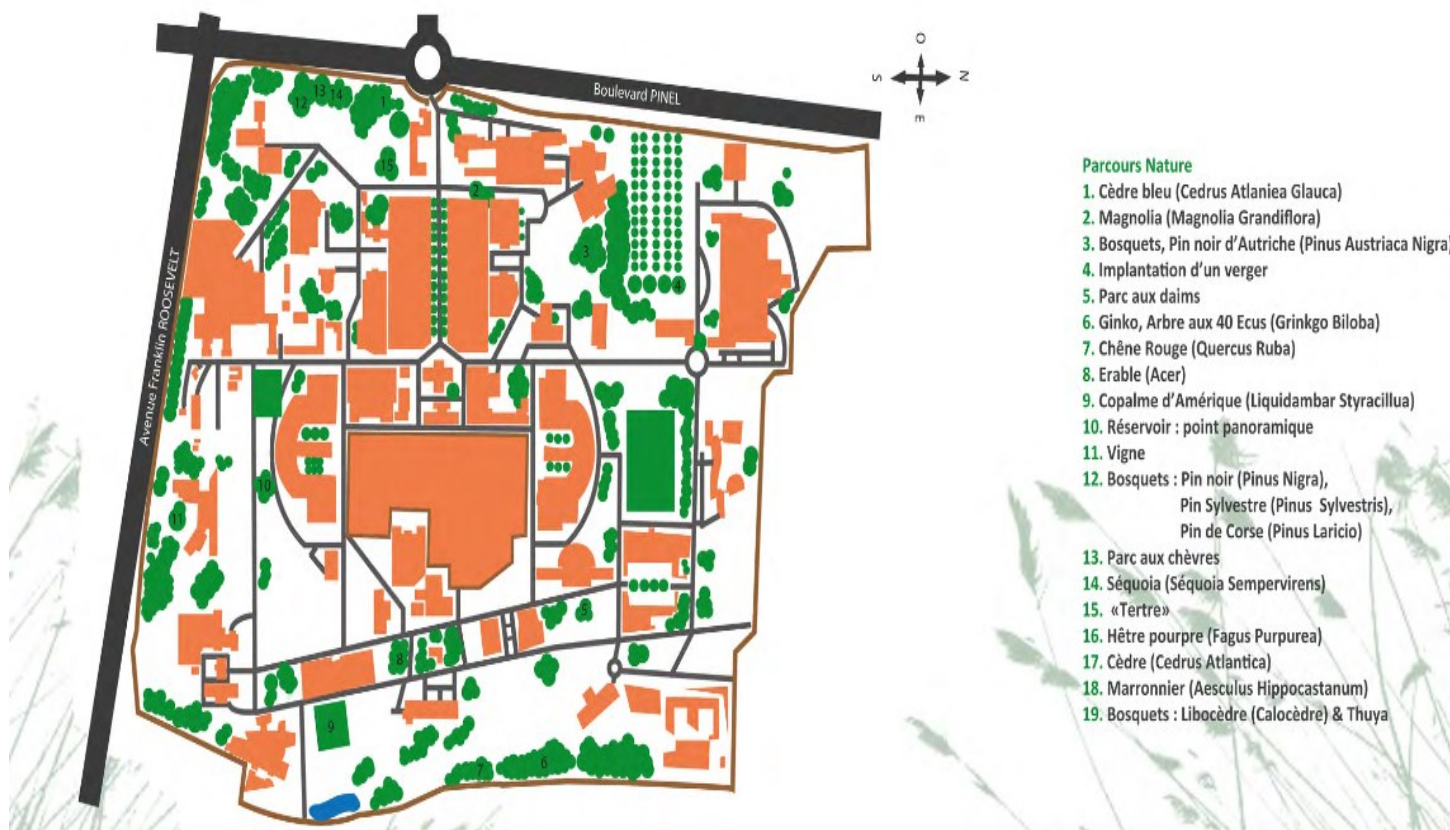 O
S
N
E
Boulevard PINEL
Avenue Franklin ROOSEVELT
12
13
14
1
15
2
3
4
10
11
5
8
9
7
6
Parcours Nature
1. Cèdre bleu (Cedrus Atlaniea Glauca)
2. Magnolia (Magnolia Grandiflora)
3. Bosquets, Pin noir d'Autriche (Pinus Austriaca Nigra)
4. Implantation d'un verger
5. Parc aux daims
6. Ginko, Arbre aux 40 Ecus (Grinkgo Biloba)
7. Chêne Rouge (Quercus Ruba)
8. Erable (Acer)
9. Copalme d'Amérique (Liquidambar Styracillua)
10. Réservoir : point panoramique
11. Vigne
12. Bosquets : Pin noir (Pinus Nigra),
Pin Sylvestre (Pinus Sylvestris),
Pin de Corse (Pinus Laricio)
13. Parc aux chèvres
14. Séquoia (Séquoia Sempervirens)
15. «Tertre»
16. Hêtre pourpre (Fagus Purpurea)
17. Cèdre (Cedrus Atlantica)
18. Marronnier (Aesculus Hippocastanum)
19. Bosquets : Libocèdre (Calocèdre) & Thuya